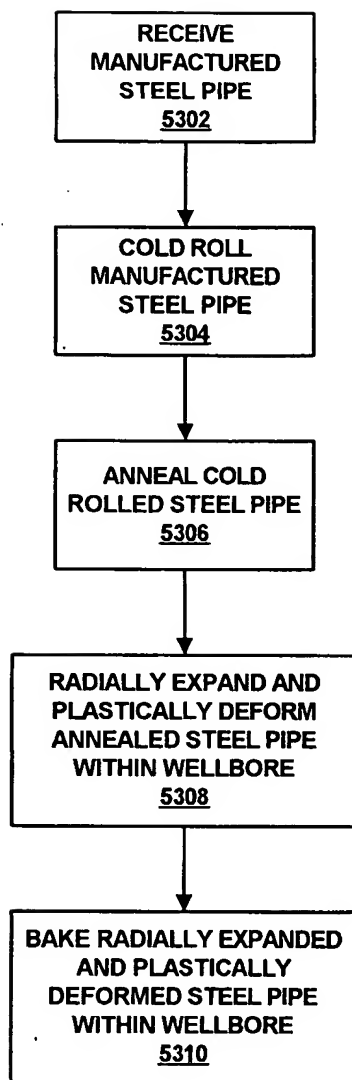 RECEIVE
MANUFACTURED
STEEL PIPE
5302
COLD ROLL
MANUFACTURED
STEEL PIPE
5304
ANNEAL COLD
ROLLED STEEL PIPE
5306
RADIALLY EXPAND AND
PLASTICALLY DEFORM
ANNEALED STEEL PIPE
WITHIN WELLBORE
5308
BAKE RADIALLY EXPANDED
AND PLASTICALLY
DEFORMED STEEL PIPE
WITHIN WELLBORE
5310